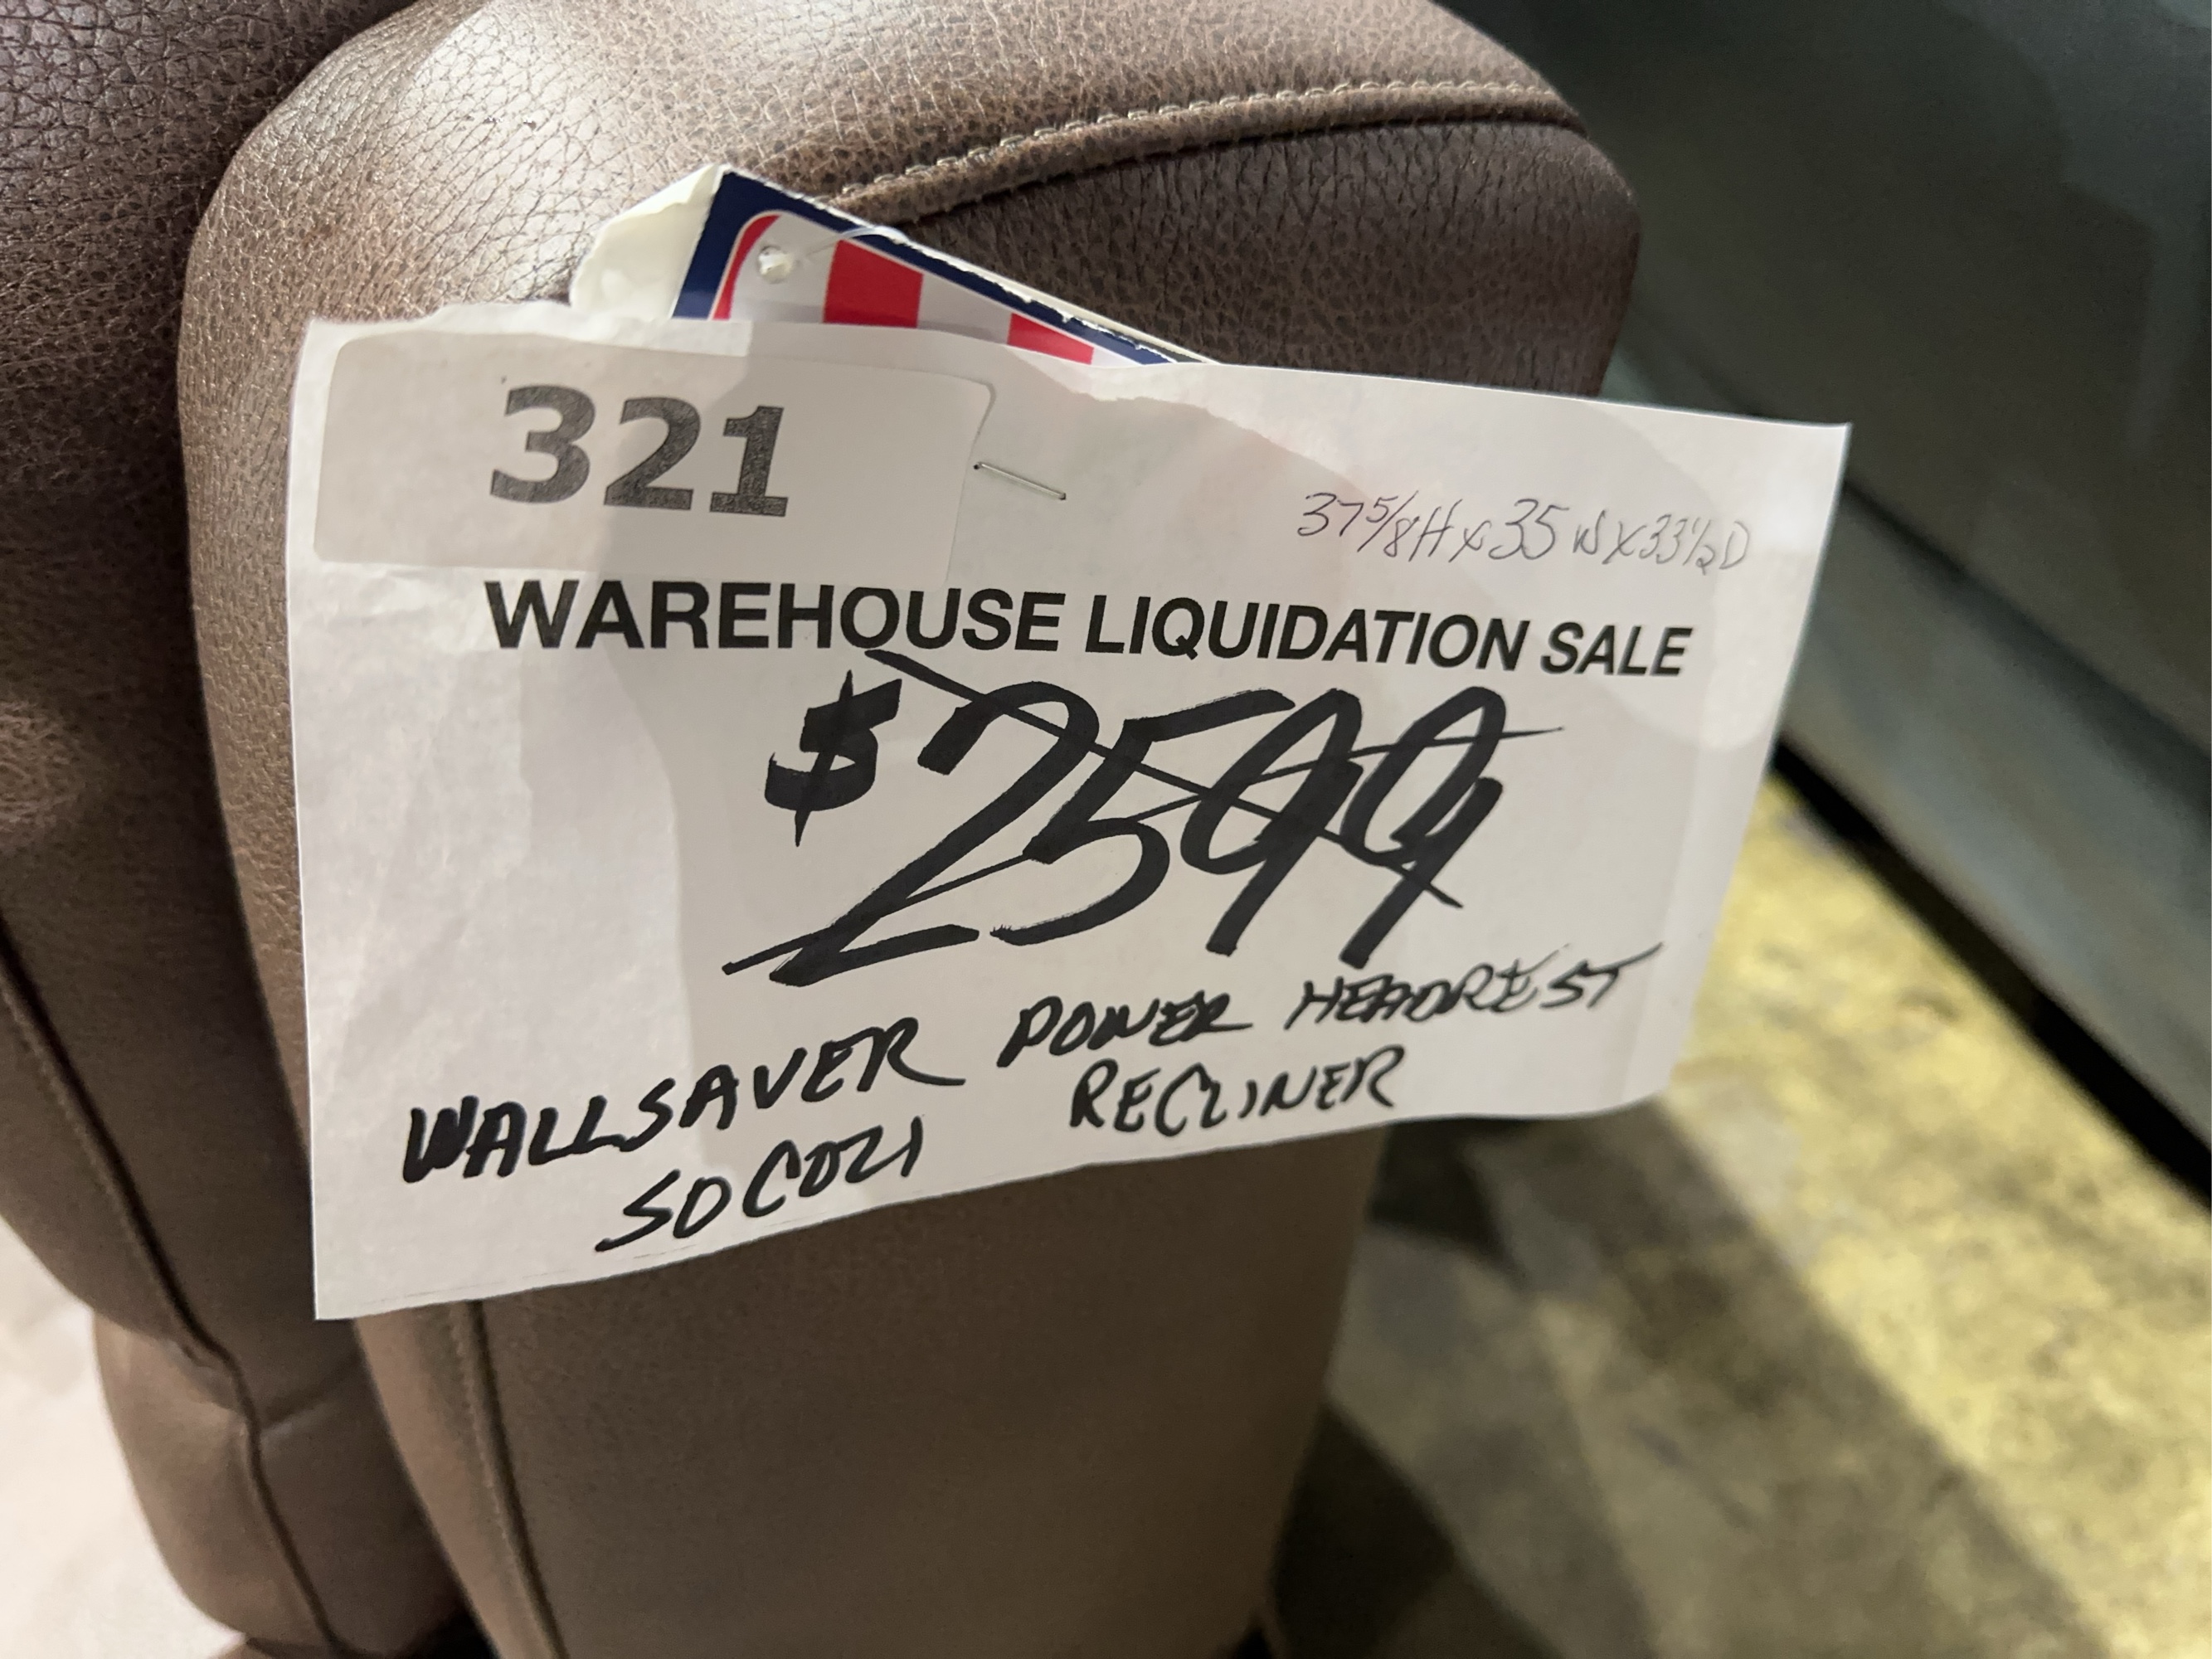 321
37 5/8 H x 35 W x 33 1/2 D
WAREHOUSE LIQUIDATION SALE
$2599
WALLSAVER POWER HEADREST
SOCOZI RECLINER